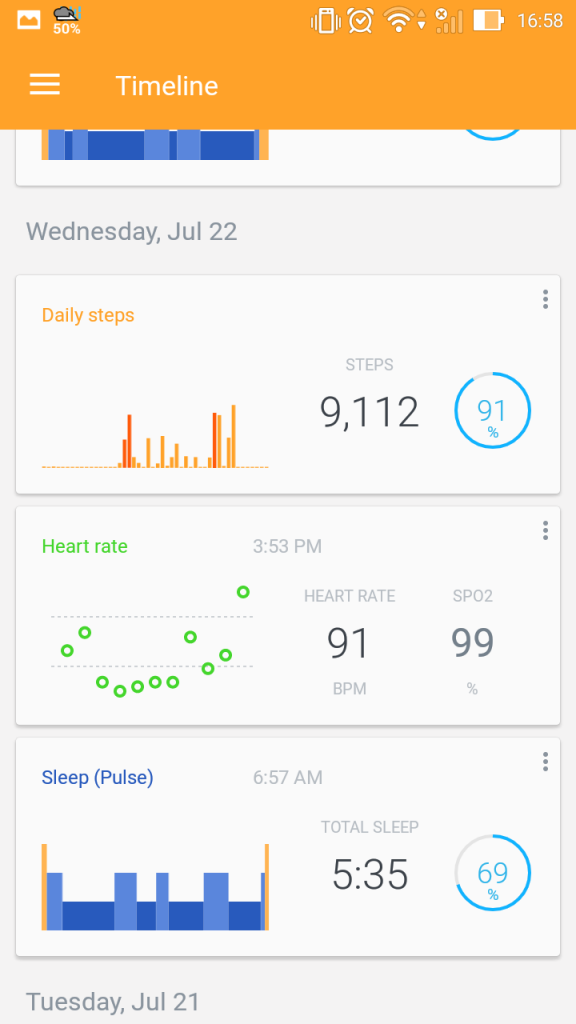 50%
16:58
Timeline
Wednesday, Jul 22
Daily steps
STEPS
9,112
91
%
Heart rate
3:53 PM
HEART RATE
SPO2
91
99
BPM
%
Sleep (Pulse)
6:57 AM
TOTAL SLEEP
5:35
69
%
Tuesday, Jul 21